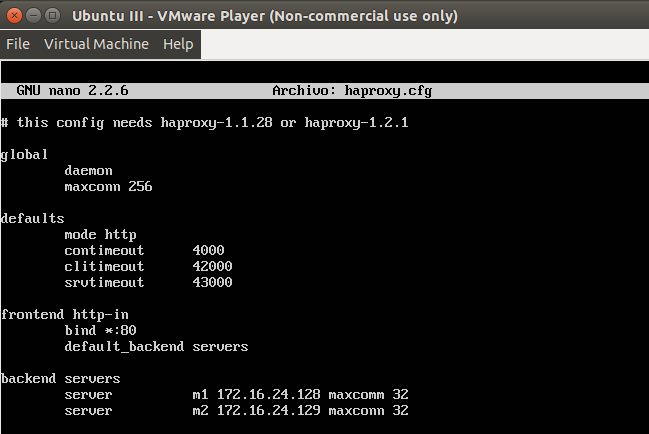 Ubuntu III - VMware Player (Non-commercial use only)
File Virtual Machine Help
GNU nano 2.2.6 Archivo: haproxy.cfg
# this config needs haproxy-1.1.28 or haproxy-1.2.1
global
daemon
maxconn 256
defaults
mode http
contimeout 4000
clitimeout 42000
srvtimeout 43000
frontend http-in
bind *:80
default_backend servers
backend servers
server m1 172.16.24.128 maxcomm 32
server m2 172.16.24.129 maxconn 32